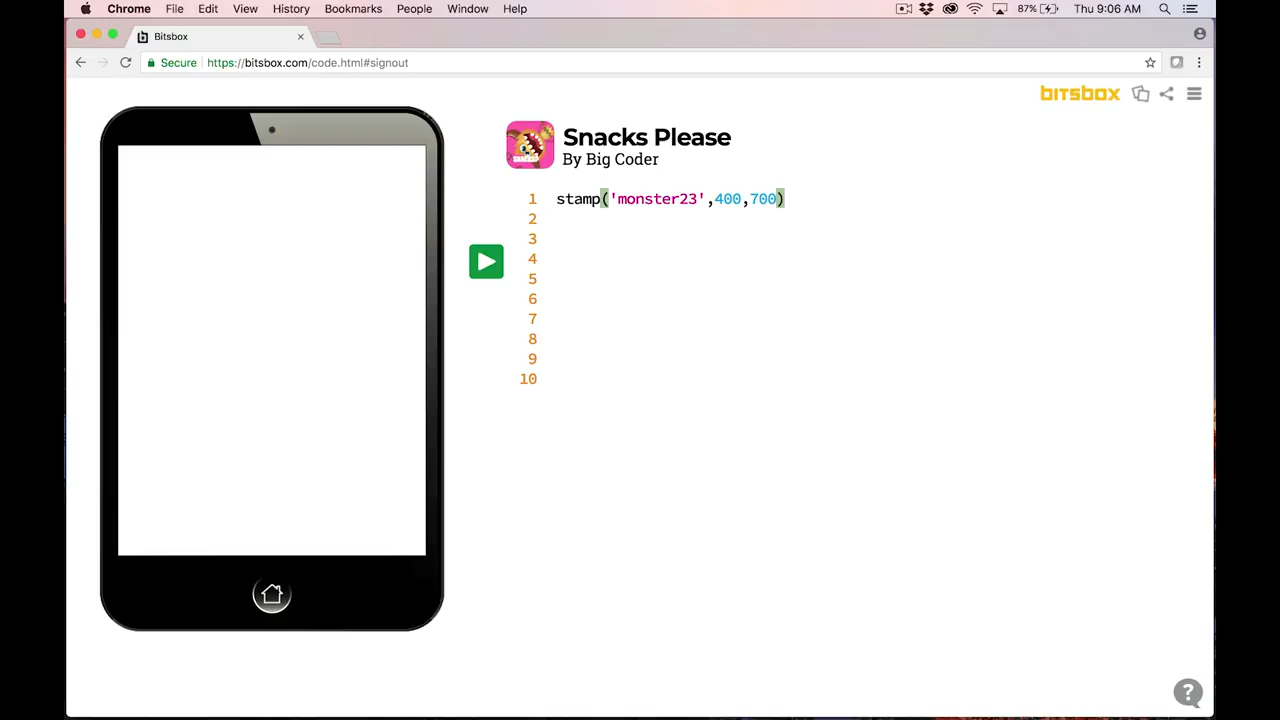 Chrome File Edit View History Bookmarks People Window Help 87% Thu 9:06 AM
Bitsbox
Secure https://bitsbox.com/code.html#signout
bitsbox
Snacks Please
By Big Coder
1 stamp('monster23',400,700)
2
3
4
5
6
7
8
9
10
?